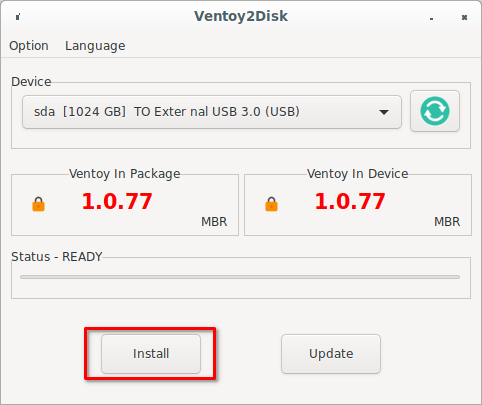 Ventoy2Disk
Option Language
Device
sda [1024 GB] TO Exter nal USB 3.0 (USB)
Ventoy In Package
1.0.77
MBR
Ventoy In Device
1.0.77
MBR
Status - READY
Install
Update